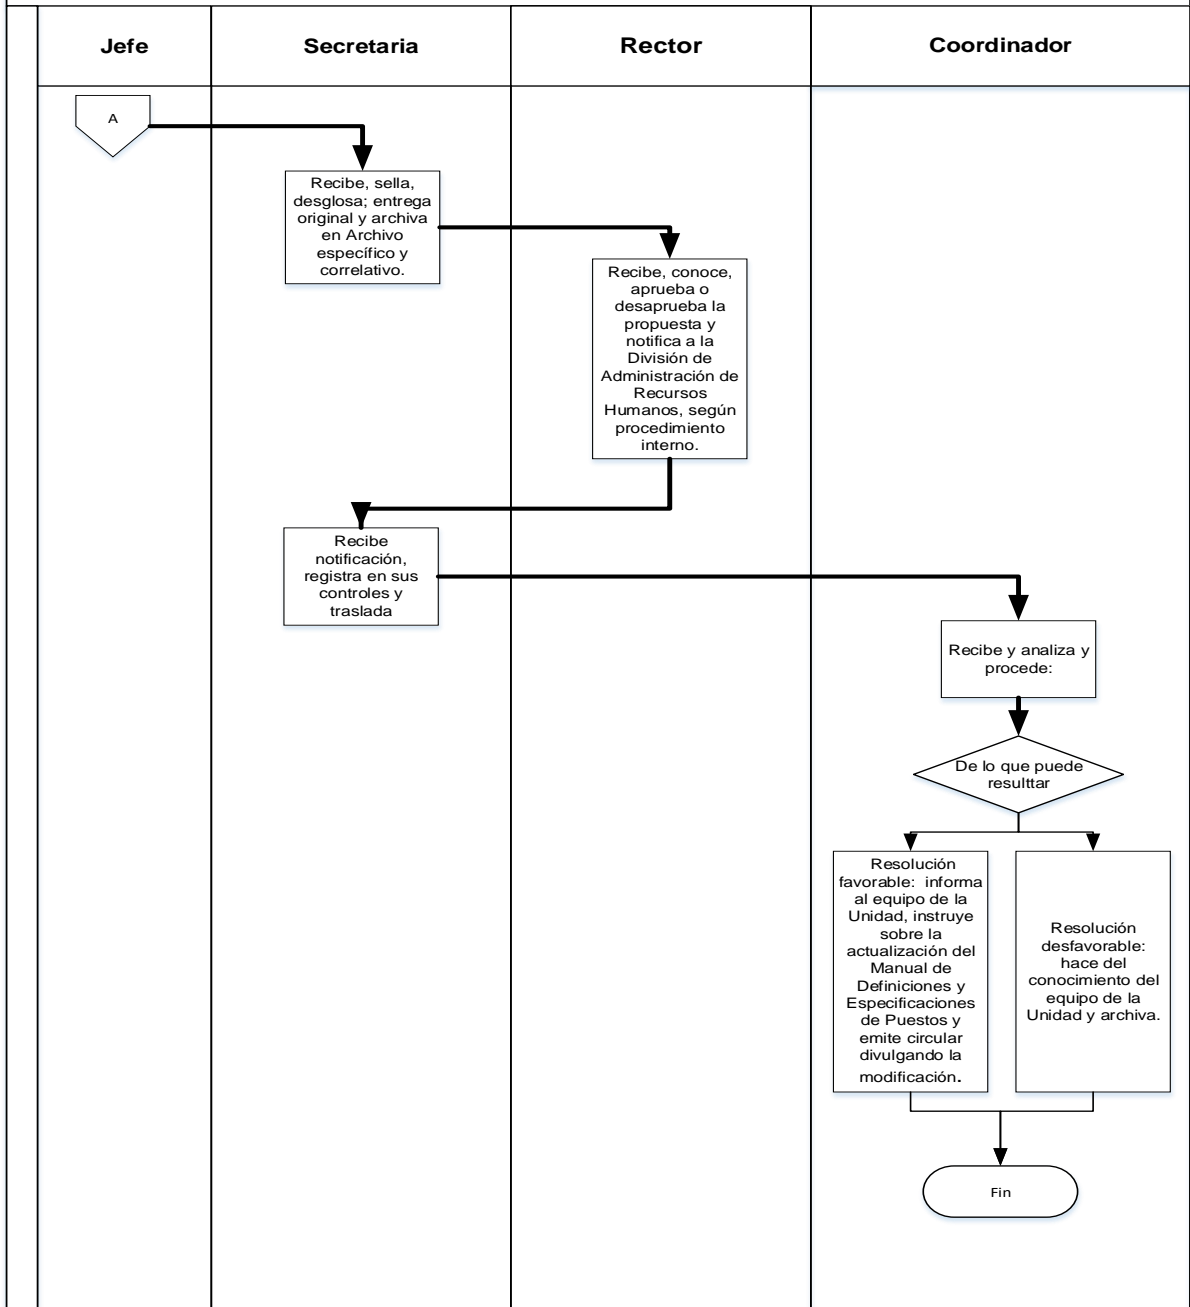 Jefe
Secretaria
Rector
Coordinador
A
Recibe, sella,
desglosa; entrega
original y archiva
en Archivo
específico y
correlativo.
Recibe, conoce,
aprueba o
desaprueba la
propuesta y
notifica a la
División de
Administración de
Recursos
Humanos, según
procedimiento
interno.
Recibe
notificación,
registra en sus
controles y
traslada
Recibe y analiza y
procede:
De lo que puede
resulttar
Resolución
favorable: informa
al equipo de la
Unidad, instruye
sobre la
actualización del
Manual de
Definiciones y
Especificaciones
de Puestos y
emite circular
divulgando la
modificación.
Resolución
desfavorable:
hace del
conocimiento del
equipo de la
Unidad y archiva.
Fin